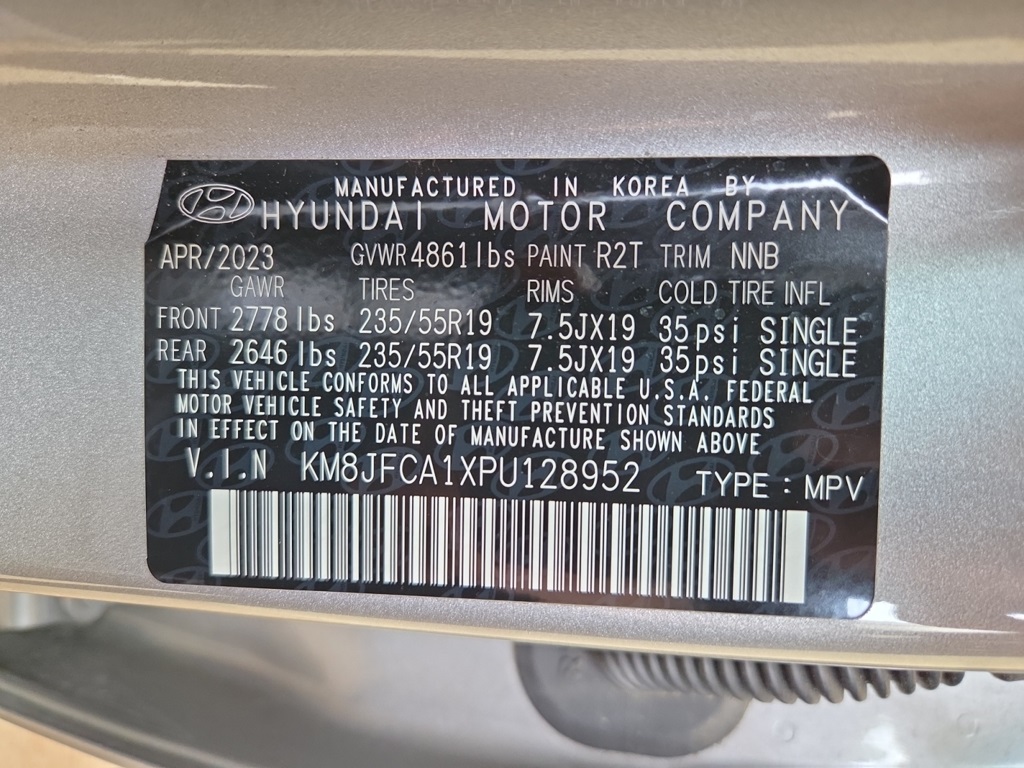 MANUFACTURED IN KOREA BY
HYUNDAI MOTOR COMPANY
APR/2023 GVWR 4861lbs PAINT R2T TRIM NNB
GAWR TIRES RIMS COLD TIRE INFL
FRONT 2778lbs 235/55R19 7.5JX19 35psi SINGLE
REAR 2646lbs 235/55R19 7.5JX19 35psi SINGLE
THIS VEHICLE CONFORMS TO ALL APPLICABLE U.S.A. FEDERAL
MOTOR VEHICLE SAFETY AND THEFT PREVENTION STANDARDS
IN EFFECT ON THE DATE OF MANUFACTURE SHOWN ABOVE
V.I.N KM8JFCA1XPU128952 TYPE : MPV